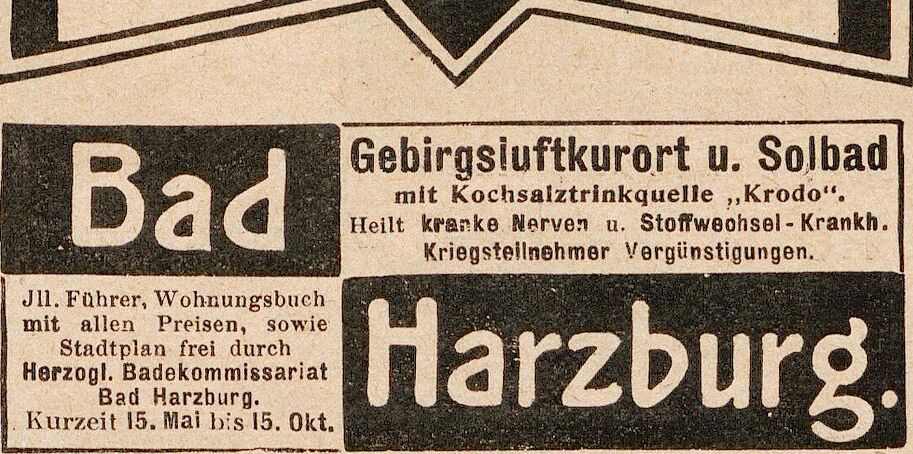 Bad
Gebirgsluftkurort u. Solbad
mit Kochsalztrinkquelle „Krodo“.
Heilt kranke Nerven u. Stoffwechsel-Krankh.
Kriegsteilnehmer Vergünstigungen.
Jll. Führer, Wohnungsbuch
mit allen Preisen, sowie
Stadtplan frei durch
Herzogl. Badekommissariat
Bad Harzburg.
Kurzeit 15. Mai bis 15. Okt.
Harzburg.